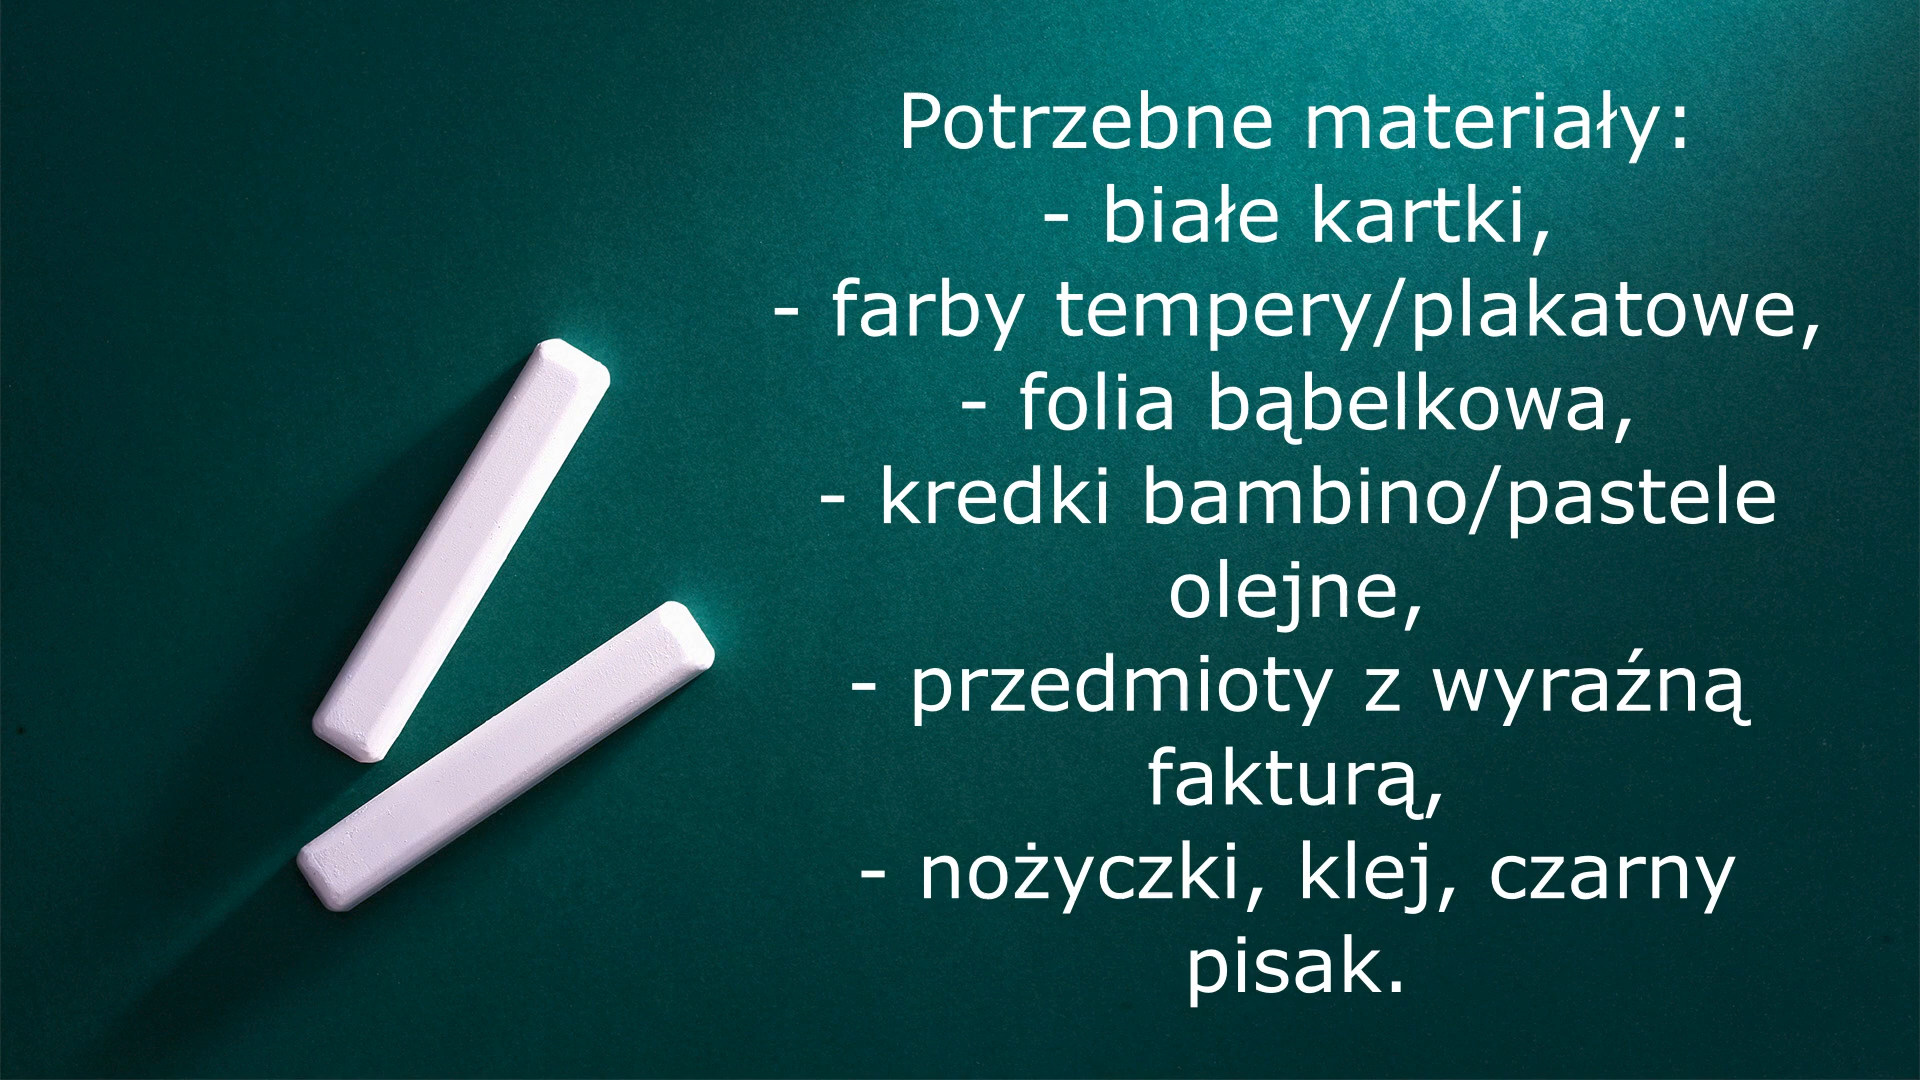 Potrzebne materiały:
- białe kartki,
- farby tempery/plakatowe,
- folia bąbelkowa,
- kredki bambino/pastele
olejne,
- przedmioty z wyraźną
fakturą,
- nożyczki, klej, czarny
pisak.